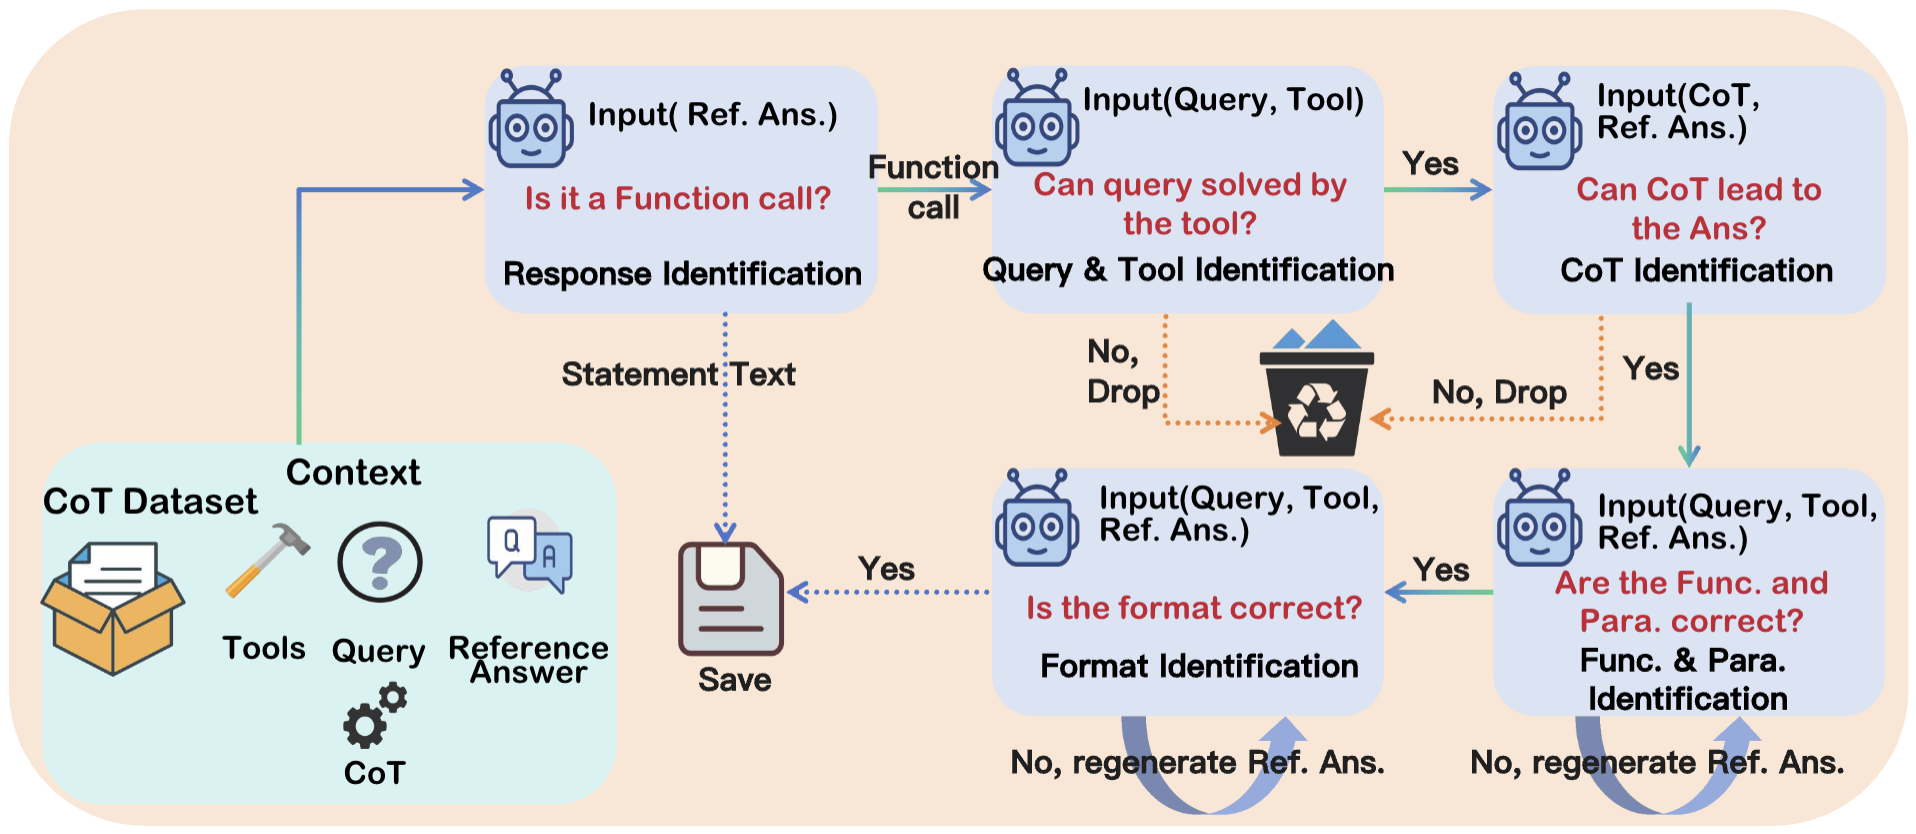 Input( Ref. Ans.)
Is it a Function call?
Response Identification
Function
call
Input(Query, Tool)
Can query solved by
the tool?
Query & Tool Identification
Yes
Input(CoT,
Ref. Ans.)
Can CoT lead to
the Ans?
CoT Identification
Statement Text
No,
Drop
No, Drop
Yes
Context
CoT Dataset
Tools
Query
Reference
Answer
CoT
Save
Yes
Input(Query, Tool,
Ref. Ans.)
Is the format correct?
Format Identification
No, regenerate Ref. Ans.
Yes
Input(Query, Tool,
Ref. Ans.)
Are the Func. and
Para. correct?
Func. & Para.
Identification
No, regenerate Ref. Ans.
Q
A
?